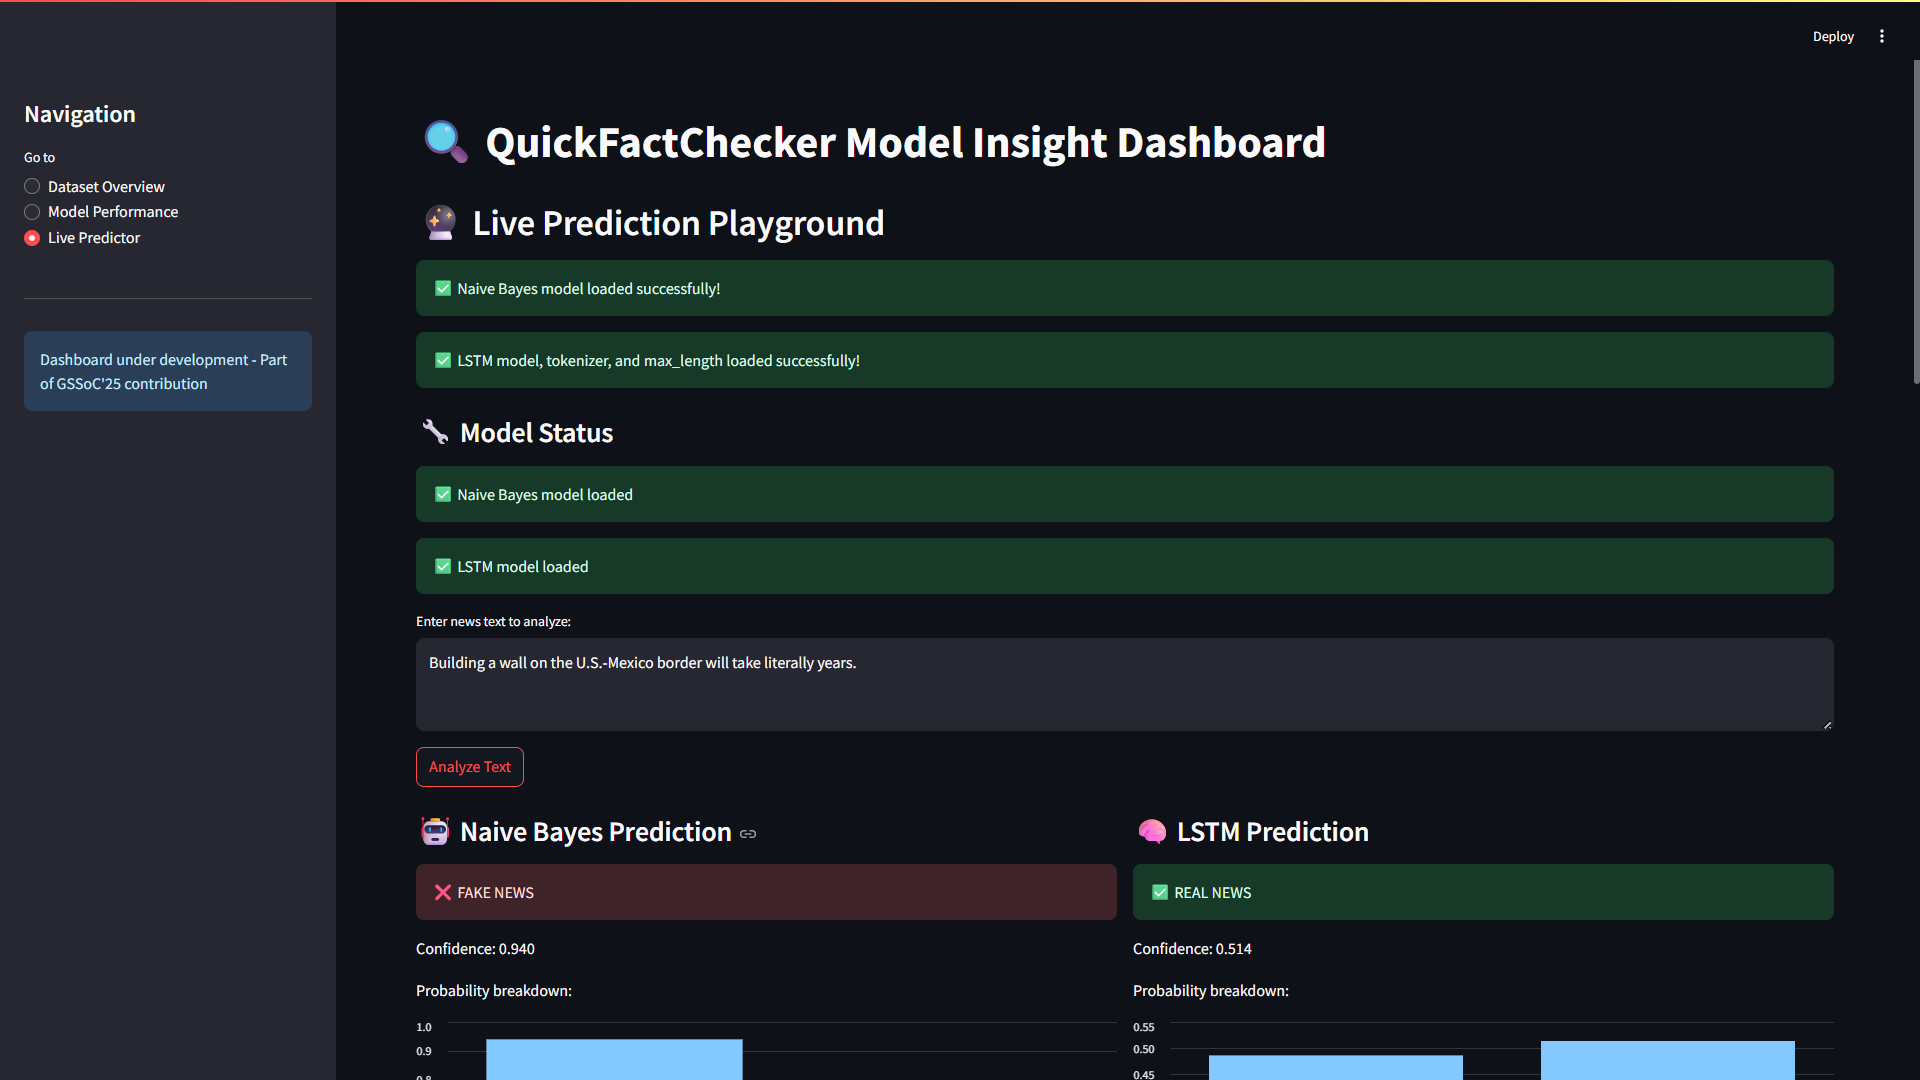 Deploy
Navigation
Go to
Dataset Overview
Model Performance
Live Predictor
Dashboard under development - Part
of GSSoC'25 contribution
QuickFactChecker Model Insight Dashboard
Live Prediction Playground
Naive Bayes model loaded successfully!
LSTM model, tokenizer, and max_length loaded successfully!
Model Status
Naive Bayes model loaded
LSTM model loaded
Enter news text to analyze:
Building a wall on the U.S.-Mexico border will take literally years.
Analyze Text
Naive Bayes Prediction
FAKE NEWS
Confidence: 0.940
Probability breakdown:
1.0
0.9
LSTM Prediction
REAL NEWS
Confidence: 0.514
Probability breakdown:
0.55
0.50
0.45